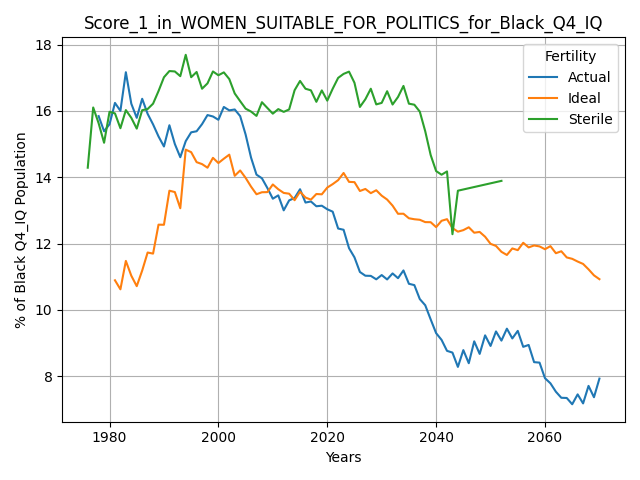 Score_1_in_WOMEN_SUITABLE_FOR_POLITICS_for_Black_Q4_IQ
% of Black Q4_IQ Population
18
16
14
12
10
8
Fertility
Actual
Ideal
Sterile
1980 2000 2020 2040 2060
Years